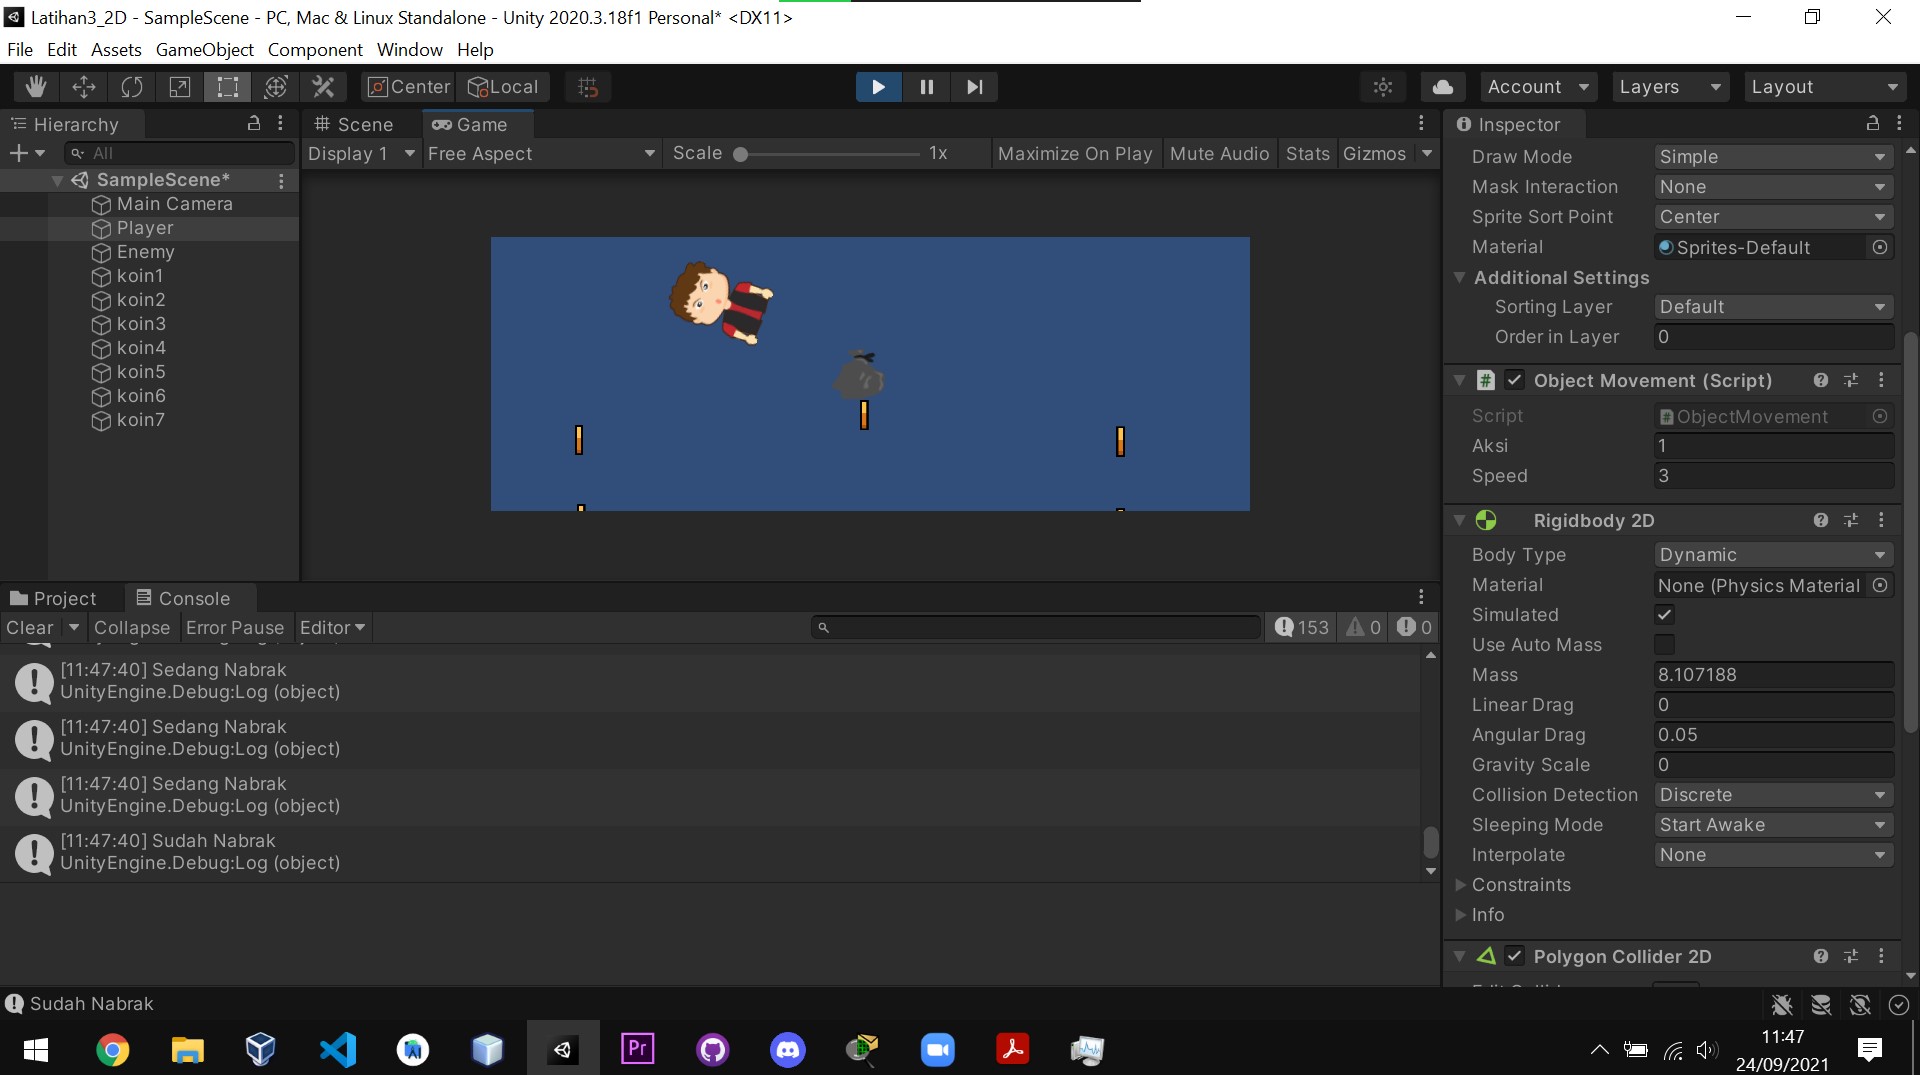 Latihan3_2D - SampleScene - PC, Mac & Linux Standalone - Unity 2020.3.18f1 Personal* <DX11>
File Edit Assets GameObject Component Window Help
Center Local Account Layers Layout
Hierarchy
All
SampleScene*
Main Camera
Player
Enemy
koin1
koin2
koin3
koin4
koin5
koin6
koin7
Scene Game
Display 1 Free Aspect Scale 1x Maximize On Play Mute Audio Stats Gizmos
Project Console
Clear Collapse Error Pause Editor 153 0 0
[11:47:40] Sedang Nabrak
UnityEngine.Debug:Log (object)
[11:47:40] Sedang Nabrak
UnityEngine.Debug:Log (object)
[11:47:40] Sedang Nabrak
UnityEngine.Debug:Log (object)
[11:47:40] Sudah Nabrak
UnityEngine.Debug:Log (object)
Sudah Nabrak
Inspector
Draw Mode Simple
Mask Interaction None
Sprite Sort Point Center
Material Sprites-Default
Additional Settings
Sorting Layer Default
Order in Layer 0
# Object Movement (Script)
Script # ObjectMovement
Aksi 1
Speed 3
Rigidbody 2D
Body Type Dynamic
Material None (Physics Material
Simulated
Use Auto Mass
Mass 8.107188
Linear Drag 0
Angular Drag 0.05
Gravity Scale 0
Collision Detection Discrete
Sleeping Mode Start Awake
Interpolate None
Constraints
Info
Polygon Collider 2D
Pr
11:47
24/09/2021